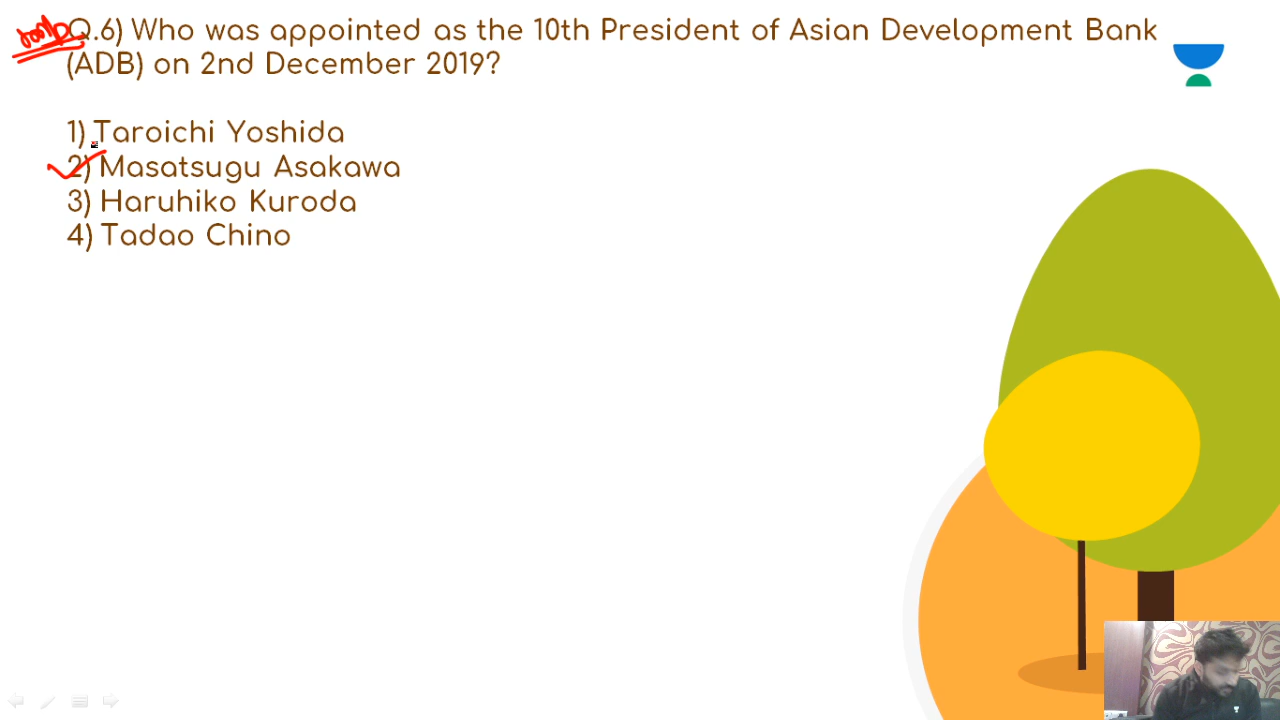 Q.6) Who was appointed as the 10th President of Asian Development Bank
(ADB) on 2nd December 2019?
1) Taroichi Yoshida
2) Masatsugu Asakawa
3) Haruhiko Kuroda
4) Tadao Chino